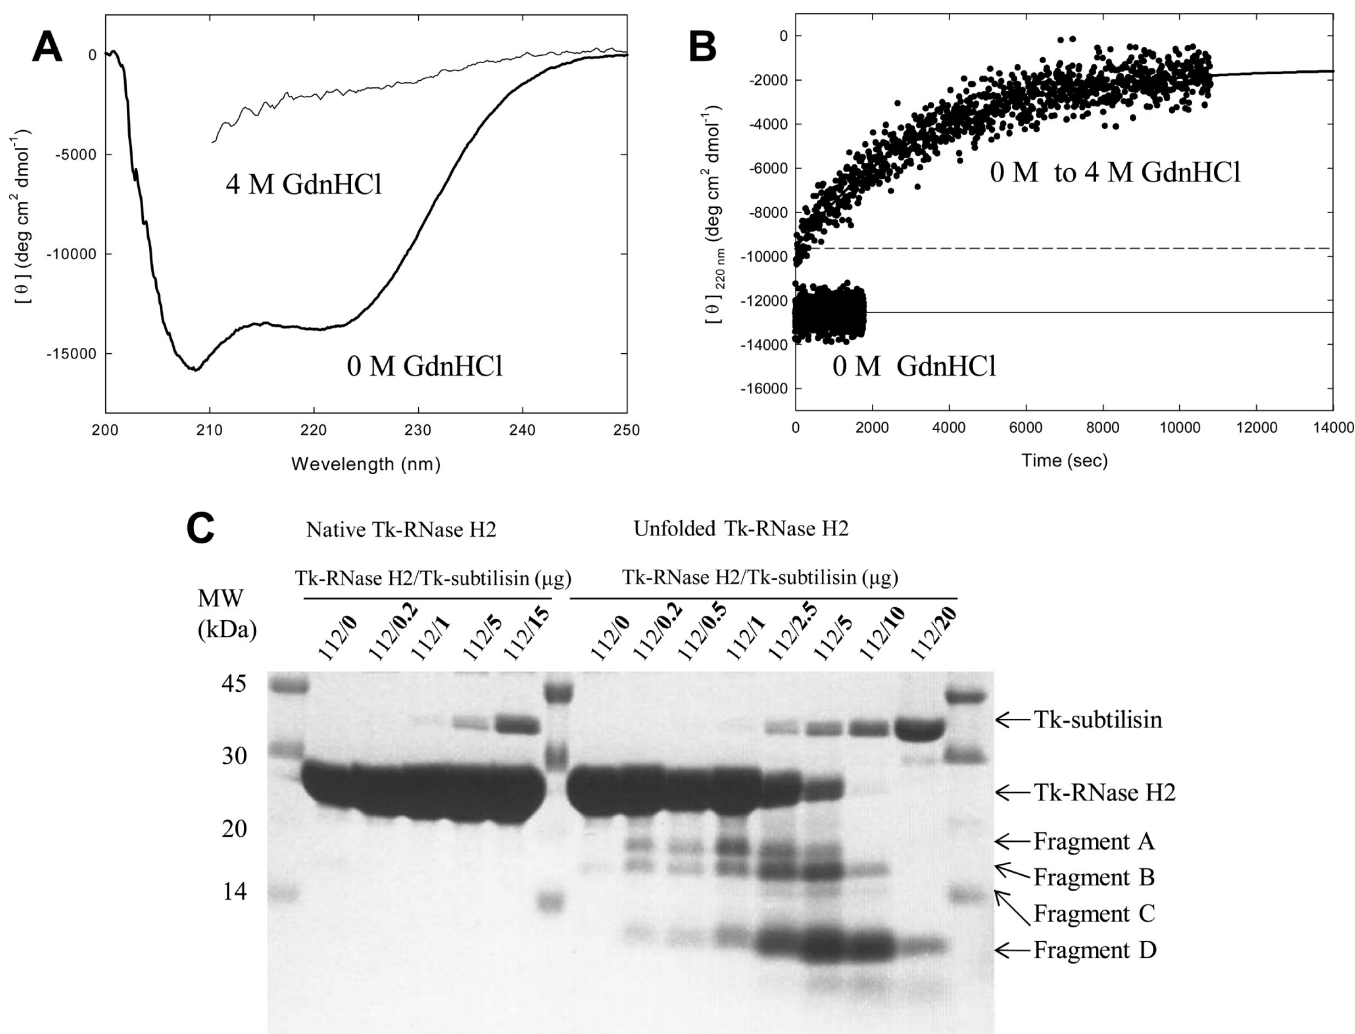 A
0
-5000
-10000
-15000
[ θ ] (deg cm² dmol⁻¹)
4 M GdnHCl
0 M GdnHCl
200 210 220 230 240 250
Wevelength (nm)
B
0
-2000
-4000
-6000
-8000
-10000
-12000
-14000
-16000
[ θ ] 220 nm (deg cm² dmol⁻¹)
0 M to 4 M GdnHCl
0 M GdnHCl
0 2000 4000 6000 8000 10000 12000 14000
Time (sec)
C
Native Tk-RNase H2
Unfolded Tk-RNase H2
Tk-RNase H2/Tk-subtilisin (μg)
Tk-RNase H2/Tk-subtilisin (μg)
MW
(kDa)
112/0 112/0.2 112/1 112/5 112/15
112/0 112/0.2 112/0.5 112/1 112/2.5 112/5 112/10 112/20
45
30
20
14
Tk-subtilisin
Tk-RNase H2
Fragment A
Fragment B
Fragment C
Fragment D